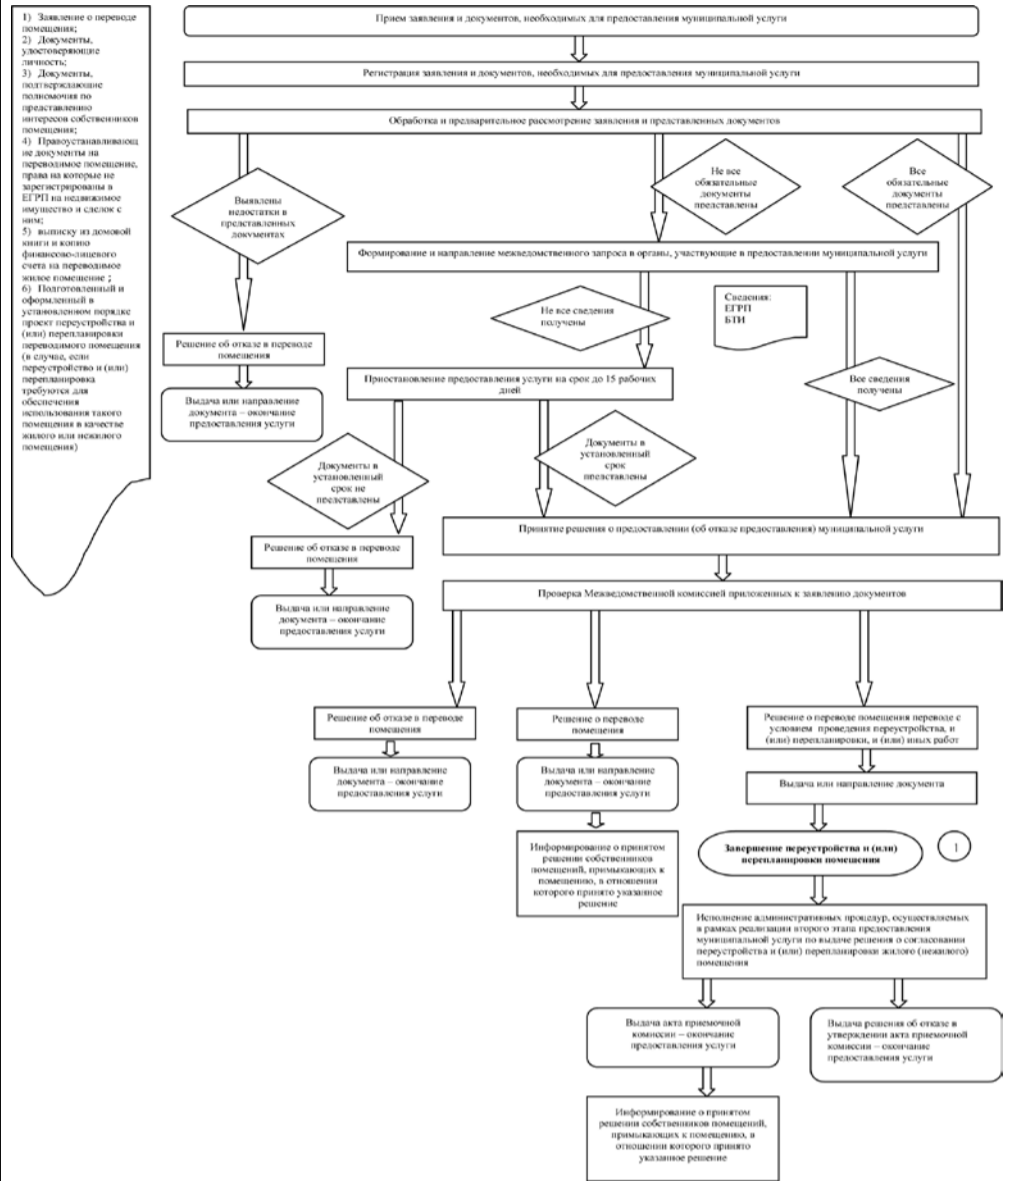 1) Заявление о переводе
помещения;
2) Документы,
удостоверяющие
личность;
3) Документы,
подтверждающие
полномочия по
представлению
интересов собственников
помещения;
4) Правоустанавливающ
ие документы на
переводимое помещение,
права на которые не
зарегистрированы в
ЕГРП на недвижимое
имущество и сделок с
ним;
5) выписку из домовой
книги и копию
финансово-лицевого
счета на переводимое
жилое помещение ;
6) Подготовленный и
оформленный в
установленном порядке
проект переустройства и
(или) перепланировки
переводимого помещения
(в случае, если
переустройство и (или)
перепланировка
требуются для
обеспечения
использования такого
помещения в качестве
жилого или нежилого
помещения)
Прием заявления и документов, необходимых для предоставления муниципальной услуги
Регистрация заявления и документов, необходимых для предоставления муниципальной услуги
Обработка и предварительное рассмотрение заявления и представленных документов
Выявлены
недостатки в
представленных
документах
Не все
обязательные
документы
представлены
Все
обязательные
документы
представлены
Формирование и направление межведомственного запроса в органы, участвующие в предоставлении муниципальной услуги
Не все сведения
получены
Сведения:
ЕГРП
БТИ
Решение об отказе в переводе
помещения
Приостановление предоставления услуги на срок до 15 рабочих
дней
Все сведения
получены
Выдача или направление
документа – окончание
предоставления услуги
Документы в
установленный
срок не
представлены
Документы в
установленный
срок
представлены
Принятие решения о предоставлении (об отказе предоставления) муниципальной услуги
Решение об отказе в переводе
помещения
Проверка Межведомственной комиссией приложенных к заявлению документов
Выдача или направление
документа – окончание
предоставления услуги
Решение об отказе в переводе
помещения
Решение о переводе
помещения
Решение о переводе помещения переводе с
условием проведения переустройства, и
(или) перепланировки, и (или) иных работ
Выдача или направление
документа – окончание
предоставления услуги
Выдача или направление
документа – окончание
предоставления услуги
Выдача или направление документа
Информирование о принятом
решении собственников
помещений, примыкающих к
помещению, в отношении
которого принято указанное
решение
Завершение переустройства и (или)
перепланировки помещения
1
Исполнение административных процедур, осуществляемых
в рамках реализации второго этапа предоставления
муниципальной услуги по выдаче решения о согласовании
переустройства и (или) перепланировки жилого (нежилого)
помещения
Выдача акта приемочной
комиссии – окончание
предоставления услуги
Выдача решения об отказе в
утверждении акта приемочной
комиссии – окончание
предоставления услуги
Информирование о принятом
решении собственников помещений,
примыкающих к помещению, в
отношении которого принято
указанное решение